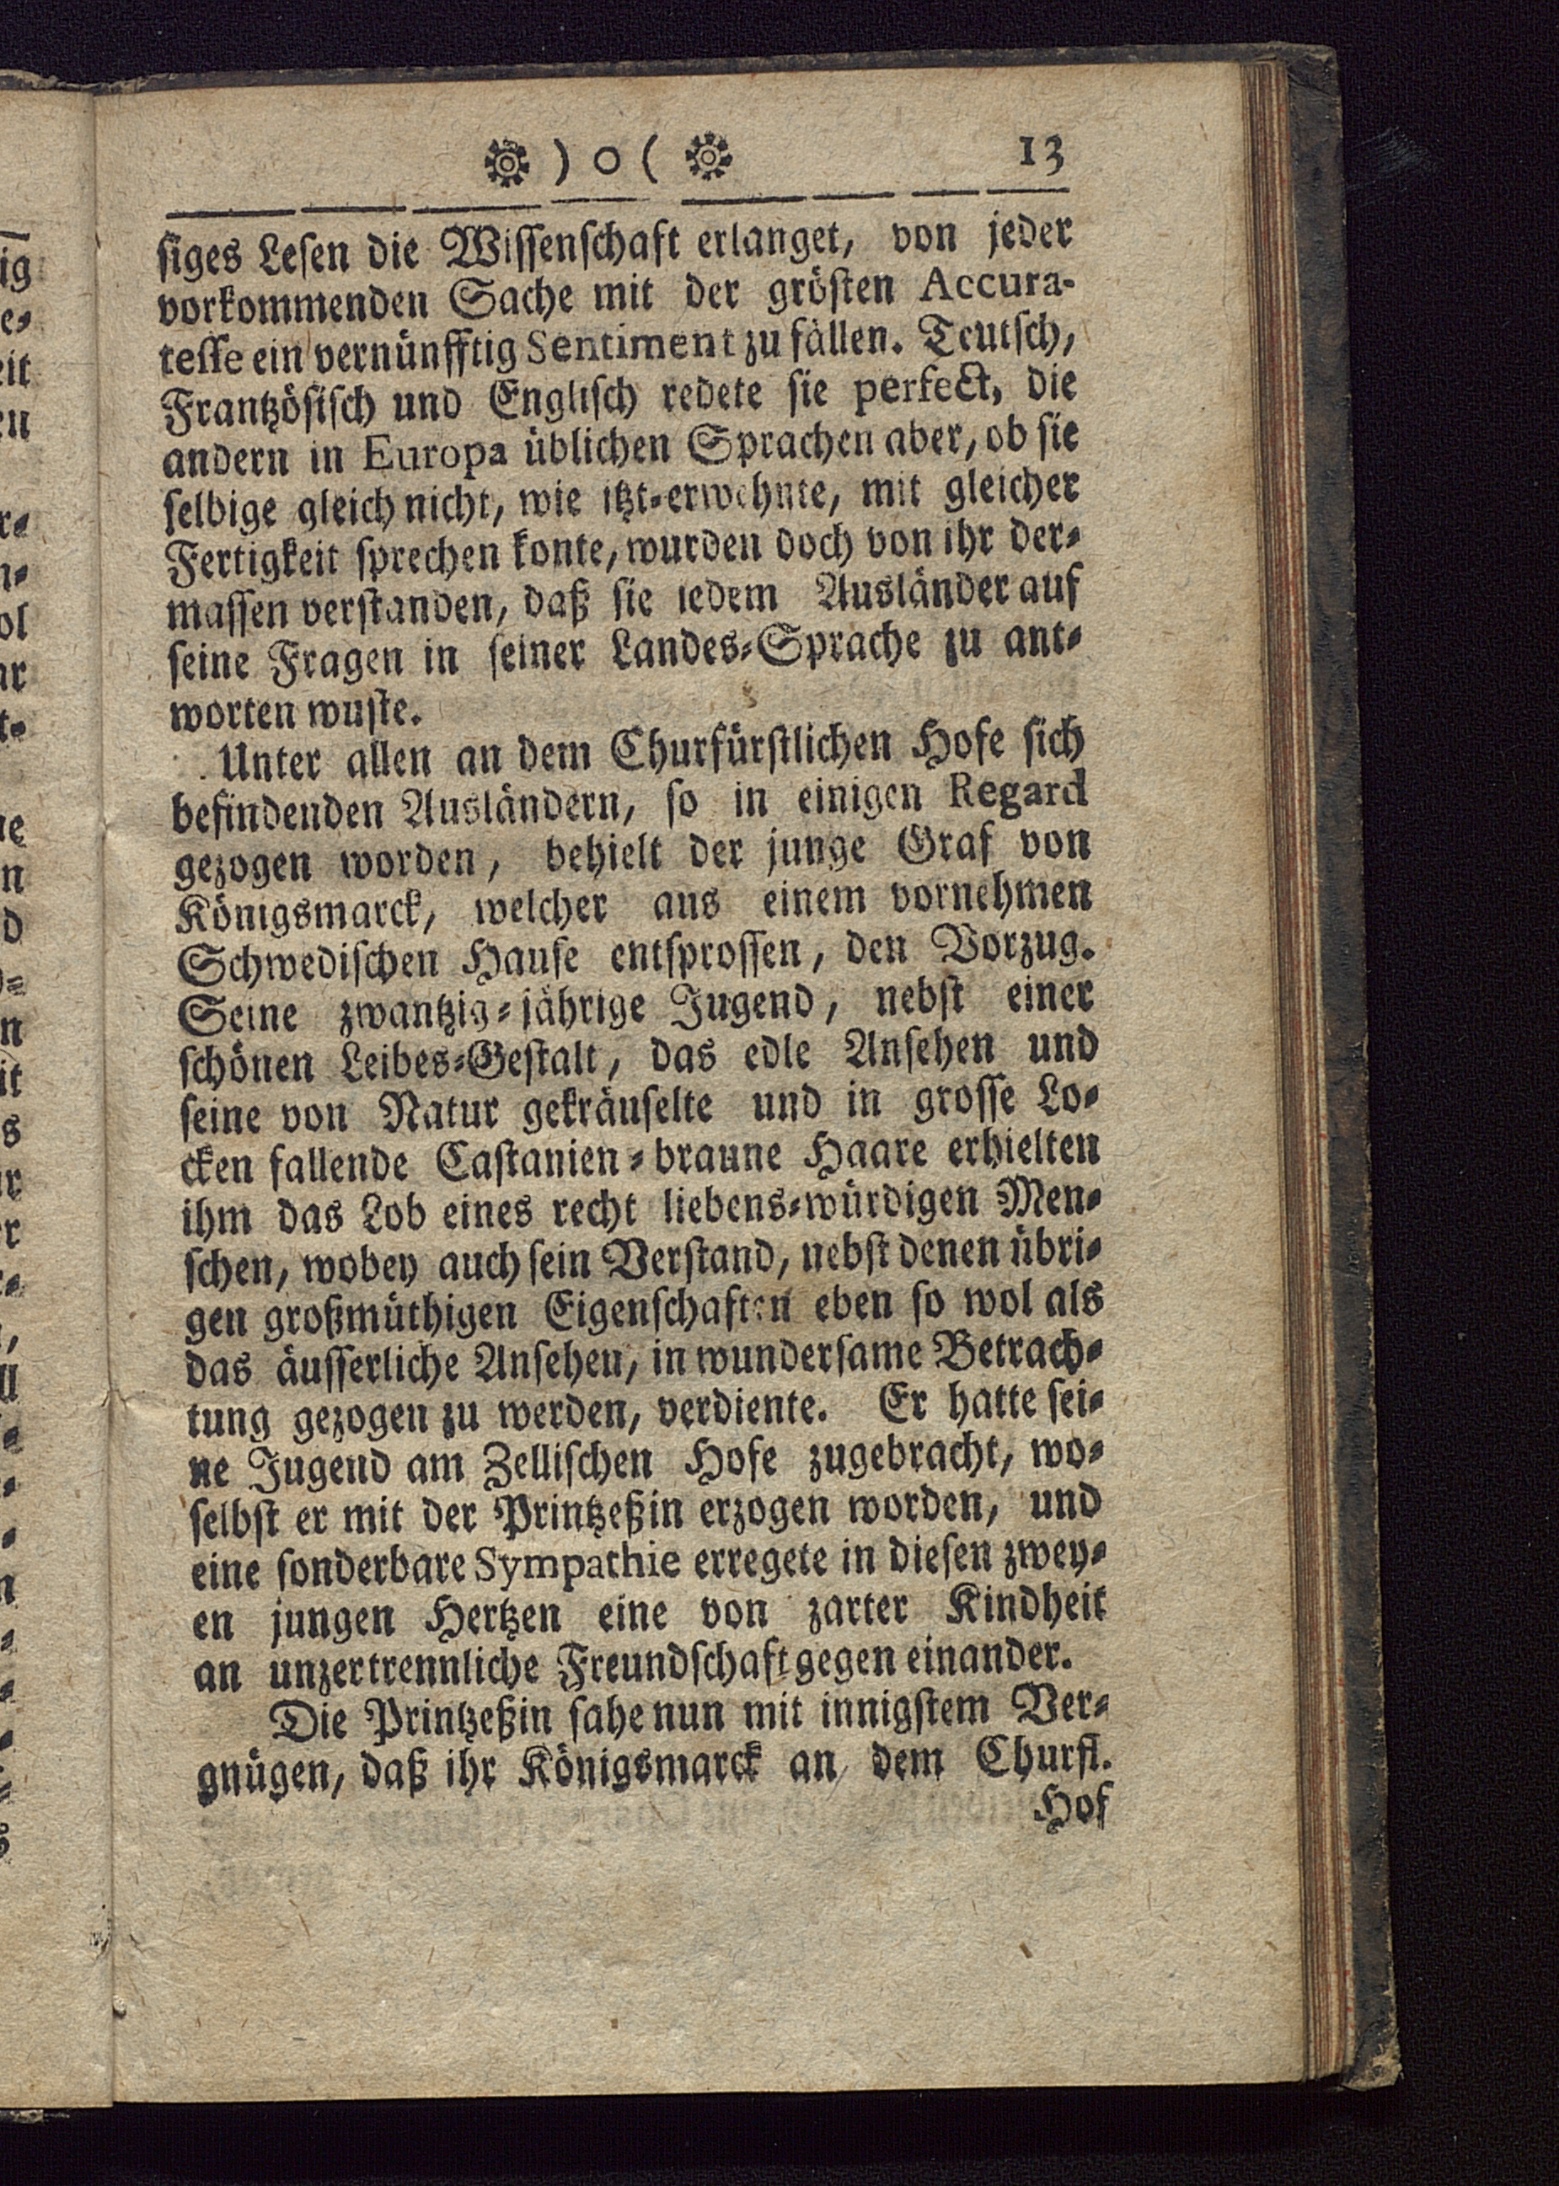 ) o (	13
ſiges Leſen die Wiſſenſchaft erlanget, von jeder
vorkommenden Sache mit der gröſten Accura-
teſſe ein vernünfftig Sentiment zu fällen. Teutſch,
Frantzöſiſch und Engliſch redete ſie perfect, die
andern in Europa üblichen Sprachen aber, ob ſie
ſelbige gleich nicht, wie itzt-erwehnte, mit gleicher
Fertigkeit ſprechen konte, wurden doch von ihr der-
maſſen verſtanden, daß ſie iedem Ausländer auf
ſeine Fragen in ſeiner Landes-Sprache zu ant-
worten wuſte.
Unter allen an dem Churfürſtlichen Hofe ſich
befindenden Ausländern, ſo in einigen Regard
gezogen worden, behielt der junge Graf von
Königsmarck, welcher aus einem vornehmen
Schwediſchen Hauſe entſproſſen, den Vorzug.
Seine zwantzig-jährige Jugend, nebſt einer
ſchönen Leibes-Geſtalt, das edle Anſehen und
ſeine von Natur gekräuſelte und in groſſe Lo-
cken fallende Caſtanien-braune Haare erhielten
ihm das Lob eines recht liebens-würdigen Men-
ſchen, wobey auch ſein Verſtand, nebſt denen übri-
gen großmüthigen Eigenſchaften eben ſo wol als
das äuſſerliche Anſehen, in wunderſame Betrach-
tung gezogen zu werden, verdiente. Er hatte ſei-
ne Jugend am Zelliſchen Hofe zugebracht, wo-
ſelbſt er mit der Printzeßin erzogen worden, und
eine ſonderbare Sympathie erregete in dieſen zwey-
en jungen Hertzen eine von zarter Kindheit
an unzertrennliche Freundſchaft gegen einander.
Die Printzeßin ſahe nun mit innigſtem Ver-
gnügen, daß ihr Königsmarck an dem Churfl.
Hof